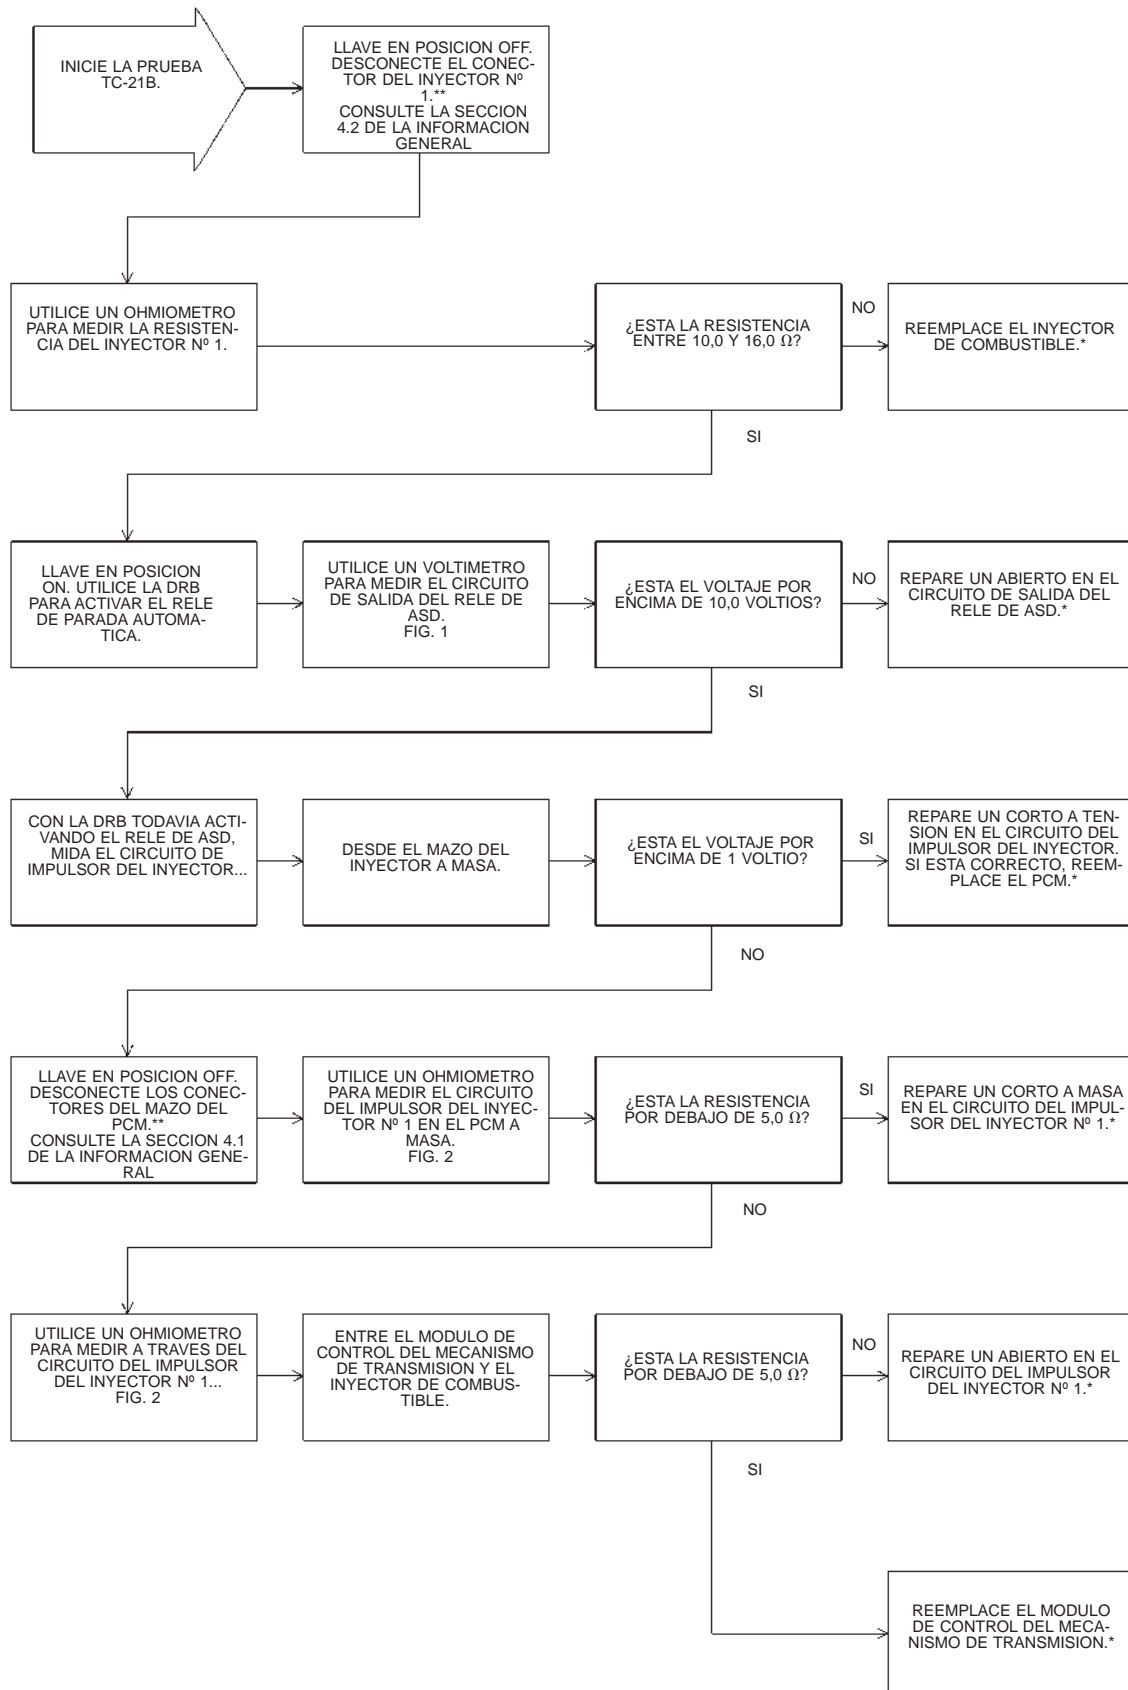 INICIE LA PRUEBA
TC-21B.
LLAVE EN POSICION OFF.
DESCONECTE EL CONEC-
TOR DEL INYECTOR Nº
1.**
CONSULTE LA SECCION
4.2 DE LA INFORMACION
GENERAL
UTILICE UN OHMIOMETRO
PARA MEDIR LA RESISTEN-
CIA DEL INYECTOR Nº 1.
¿ESTA LA RESISTENCIA
ENTRE 10,0 Y 16,0 Ω?
NO
REEMPLACE EL INYECTOR
DE COMBUSTIBLE.*
SI
LLAVE EN POSICION
ON. UTILICE LA DRB
PARA ACTIVAR EL RELE
DE PARADA AUTOMA-
TICA.
UTILICE UN VOLTIMETRO
PARA MEDIR EL CIRCUITO
DE SALIDA DEL RELE DE
ASD.
FIG. 1
¿ESTA EL VOLTAJE POR
ENCIMA DE 10,0 VOLTIOS?
NO
REPARE UN ABIERTO EN EL
CIRCUITO DE SALIDA DEL
RELE DE ASD.*
SI
CON LA DRB TODAVIA ACTI-
VANDO EL RELE DE ASD,
MIDA EL CIRCUITO DE
IMPULSOR DEL INYECTOR...
DESDE EL MAZO DEL
INYECTOR A MASA.
¿ESTA EL VOLTAJE POR
ENCIMA DE 1 VOLTIO?
SI
REPARE UN CORTO A TEN-
SION EN EL CIRCUITO DEL
IMPULSOR DEL INYECTOR.
SI ESTA CORRECTO, REEM-
PLACE EL PCM.*
NO
LLAVE EN POSICION OFF.
DESCONECTE LOS CONEC-
TORES DEL MAZO DEL
PCM.**
CONSULTE LA SECCION 4.1
DE LA INFORMACION GENE-
RAL
UTILICE UN OHMIOMETRO
PARA MEDIR EL CIRCUITO
DEL IMPULSOR DEL INYEC-
TOR Nº 1 EN EL PCM A
MASA.
FIG. 2
¿ESTA LA RESISTENCIA
POR DEBAJO DE 5,0 Ω?
SI
REPARE UN CORTO A MASA
EN EL CIRCUITO DEL IMPUL-
SOR DEL INYECTOR Nº 1.*
NO
UTILICE UN OHMIOMETRO
PARA MEDIR A TRAVES DEL
CIRCUITO DEL IMPULSOR
DEL INYECTOR Nº 1...
FIG. 2
ENTRE EL MODULO DE
CONTROL DEL MECANISMO
DE TRANSMISION Y EL
INYECTOR DE COMBUS-
TIBLE.
¿ESTA LA RESISTENCIA
POR DEBAJO DE 5,0 Ω?
NO
REPARE UN ABIERTO EN EL
CIRCUITO DEL IMPULSOR
DEL INYECTOR Nº 1.*
SI
REEMPLACE EL MODULO
DE CONTROL DEL MECA-
NISMO DE TRANSMISION.*